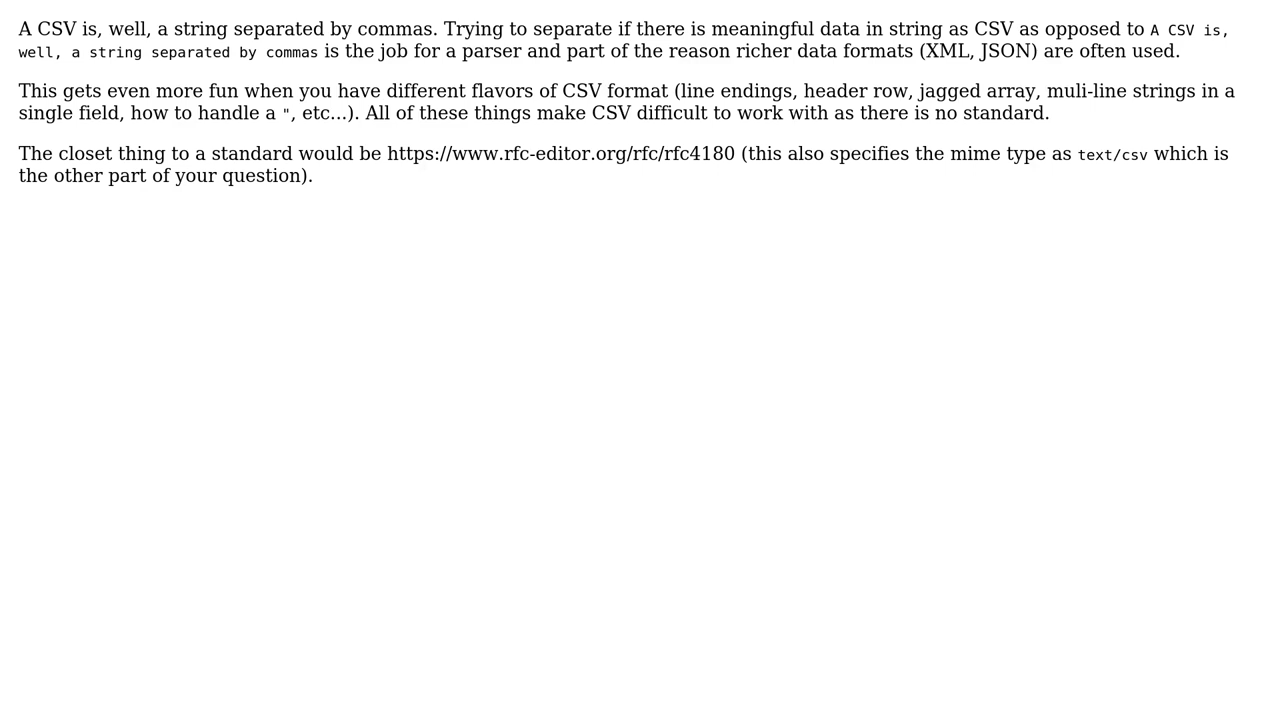 A CSV is, well, a string separated by commas. Trying to separate if there is meaningful data in string as CSV as opposed to A CSV is,
well, a string separated by commas is the job for a parser and part of the reason richer data formats (XML, JSON) are often used.
This gets even more fun when you have different flavors of CSV format (line endings, header row, jagged array, muli-line strings in a
single field, how to handle a ", etc...). All of these things make CSV difficult to work with as there is no standard.
The closet thing to a standard would be https://www.rfc-editor.org/rfc/rfc4180 (this also specifies the mime type as text/csv which is
the other part of your question).